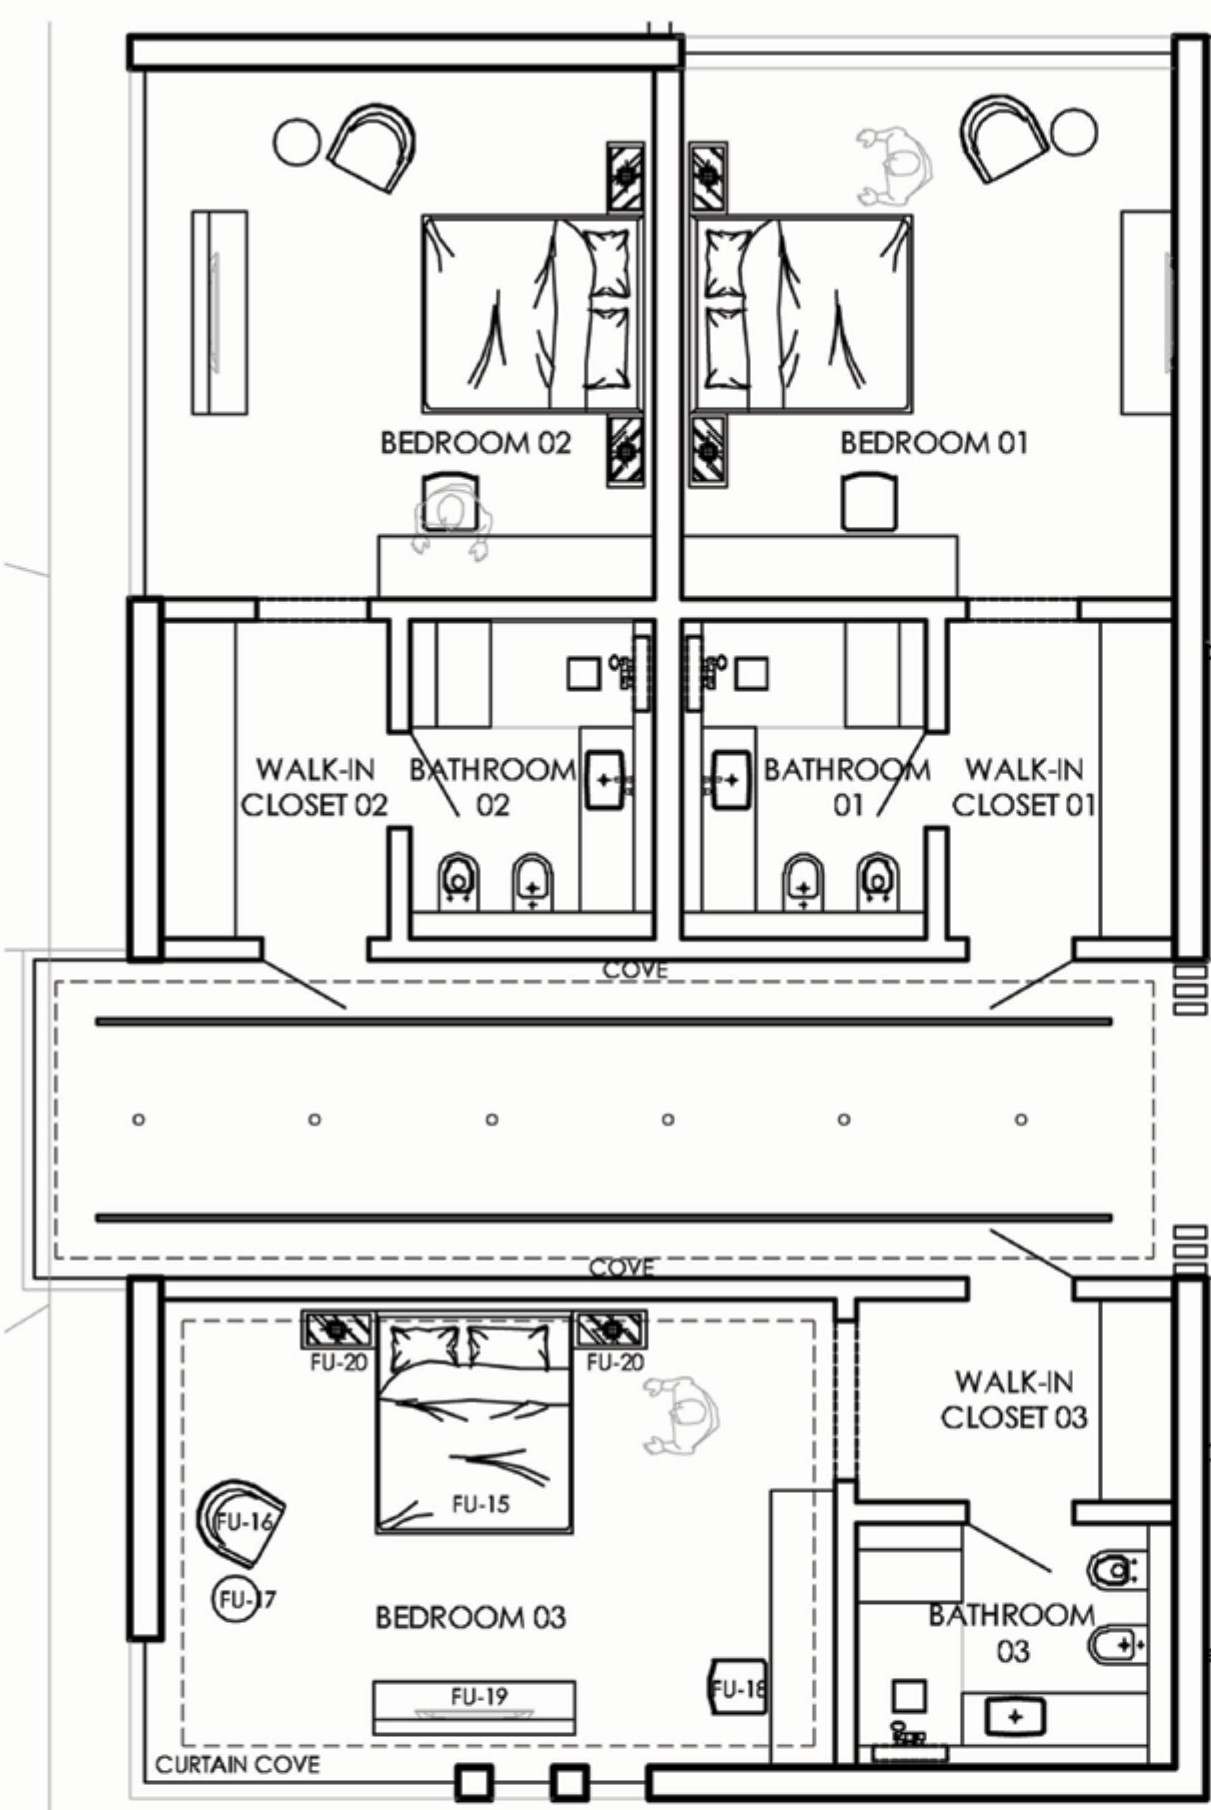 BEDROOM 02
BEDROOM 01
WALK-IN
CLOSET 02
BATHROOM
02
BATHROOM
01
WALK-IN
CLOSET 01
COVE
COVE
FU-20
FU-20
WALK-IN
CLOSET 03
FU-15
FU-16
FU-17
BEDROOM 03
BATHROOM
03
FU-19
FU-18
CURTAIN COVE